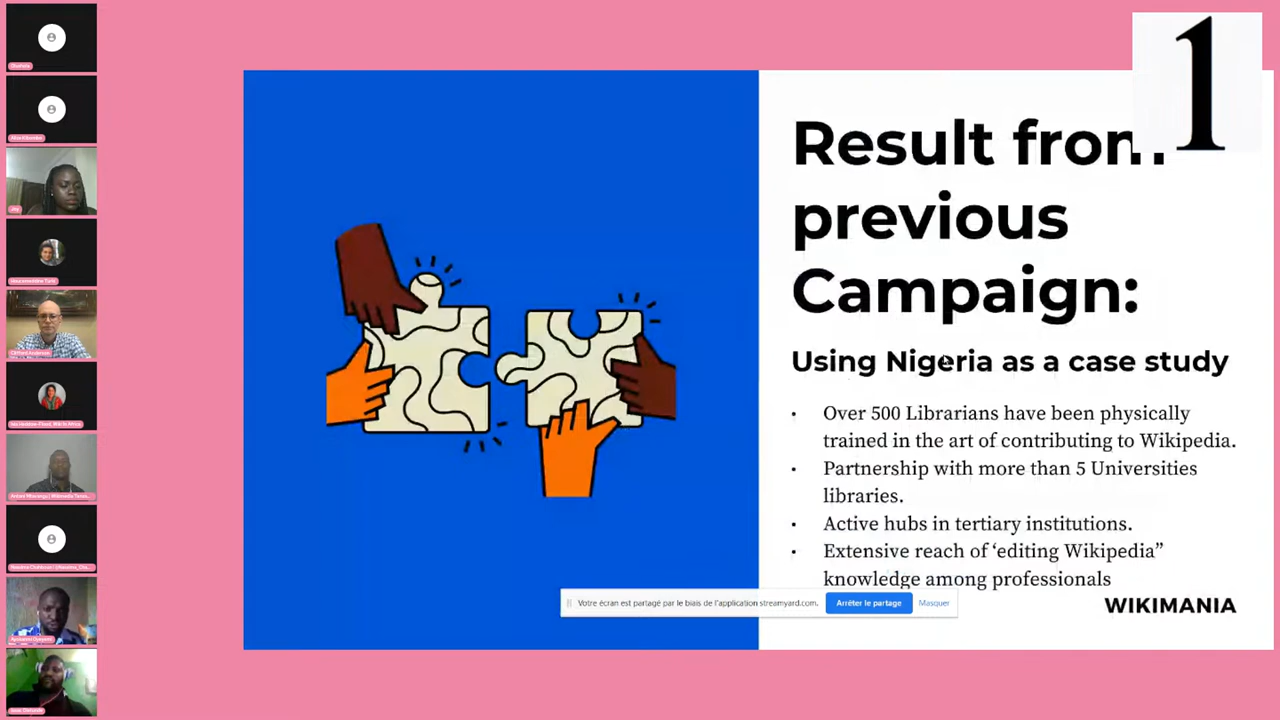 1
Result from
previous
Campaign:
Using Nigeria as a case study
• Over 500 Librarians have been physically
trained in the art of contributing to Wikipedia.
• Partnership with more than 5 Universities
libraries.
• Active hubs in tertiary institutions.
• Extensive reach of ‘editing Wikipedia”
knowledge among professionals
Votre écran est partagé par le biais de l'application streamyard.com. Arrêter le partage Masquer
WIKIMANIA